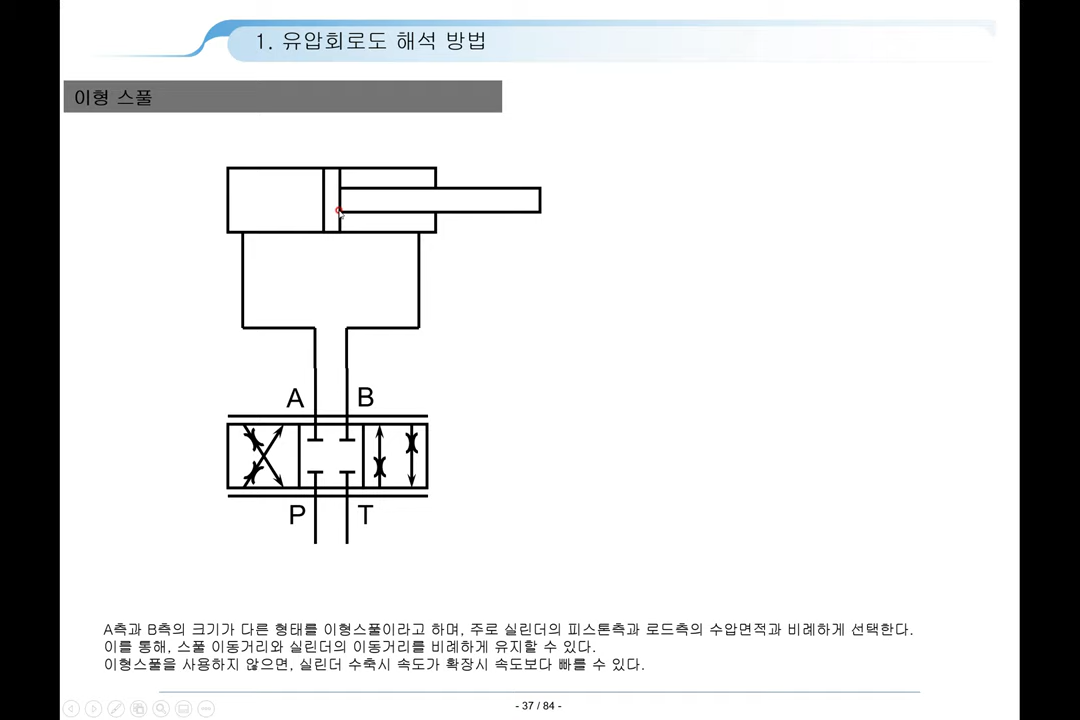 1. 유압회로도 해석 방법
이형 스풀
A B
P T
A측과 B측의 크기가 다른 형태를 이형스풀이라고 하며, 주로 실린더의 피스톤측과 로드측의 수압면적과 비례하게 선택한다.
이를 통해, 스풀 이동거리와 실린더의 이동거리를 비례하게 유지할 수 있다.
이형스풀을 사용하지 않으면, 실린더 수축시 속도가 확장시 속도보다 빠를 수 있다.
- 37 / 84 -